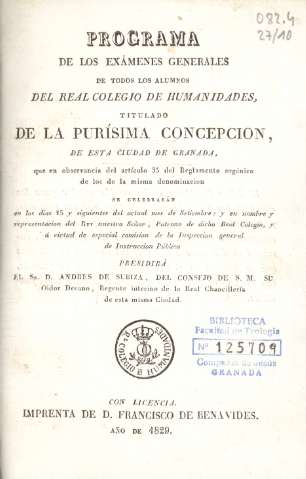 082.4
27/10
PROGRAMA
DE LOS EXÁMENES GENERALES
DE TODOS LOS ALUMNOS
DEL REAL COLEGIO DE HUMANIDADES,
TITULADO
DE LA PURÍSIMA CONCEPCION,
DE ESTA CIUDAD DE GRANADA,
que en observancia del artículo 35 del Reglamento orgánico
de los de la misma denominacion
SE CELEBRARÁN
en los dias 15 y siguientes del actual mes de Setiembre; y en nombre y
representacion del REY nuestro Señor, Patrono de dicho Real Colegio, y
á virtud de especial comision de la Inspeccion general
de Instruccion Pública
PRESIDIRÁ
EL SR. D. ANDRES DE SUBIZA, DEL CONSEJO DE S. M. SU
Oidor Decano, Regente interino de la Real Chancillería
de esta misma Ciudad.
BIBLIOTECA
Facultad de Teología
Nº 125709
Compañía de Jesús
GRANADA
CON LICENCIA.
IMPRENTA DE D. FRANCISCO DE BENAVIDES.
AÑO DE 1829.